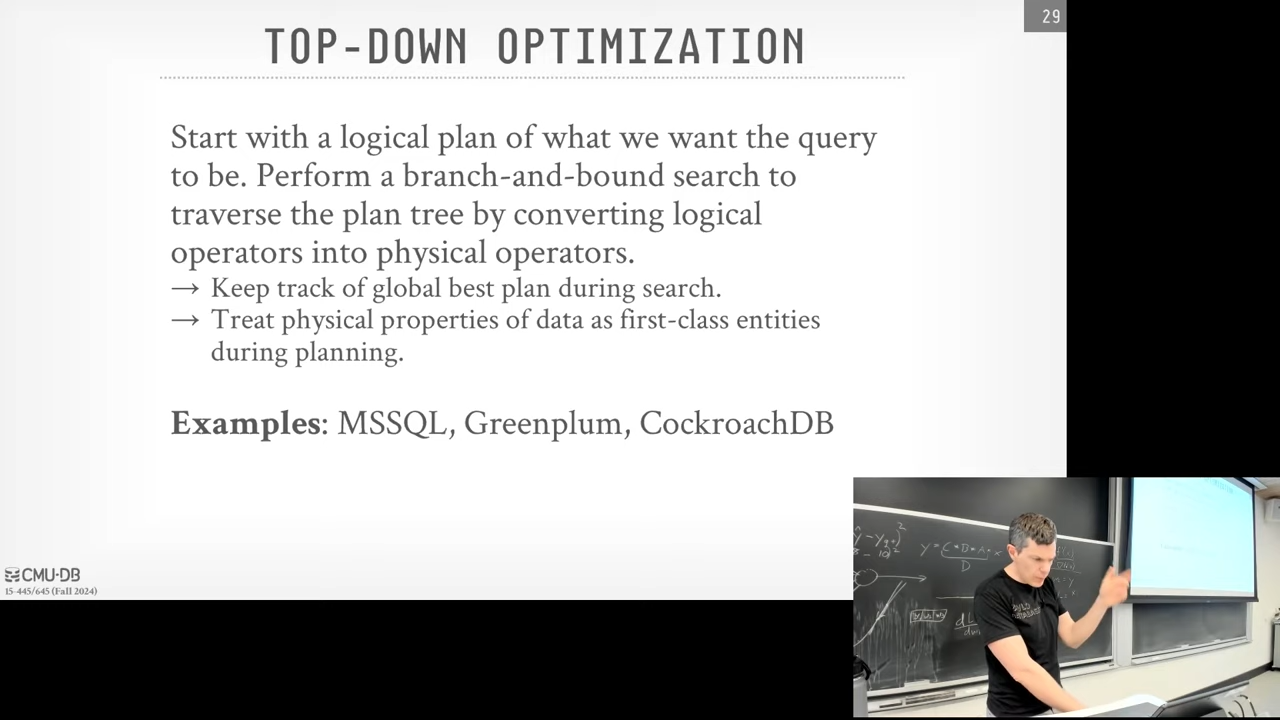 29
TOP-DOWN OPTIMIZATION
Start with a logical plan of what we want the query
to be. Perform a branch-and-bound search to
traverse the plan tree by converting logical
operators into physical operators.
→ Keep track of global best plan during search.
→ Treat physical properties of data as first-class entities
during planning.
Examples: MSSQL, Greenplum, CockroachDB
CMU·DB
15-445/645 (Fall 2024)